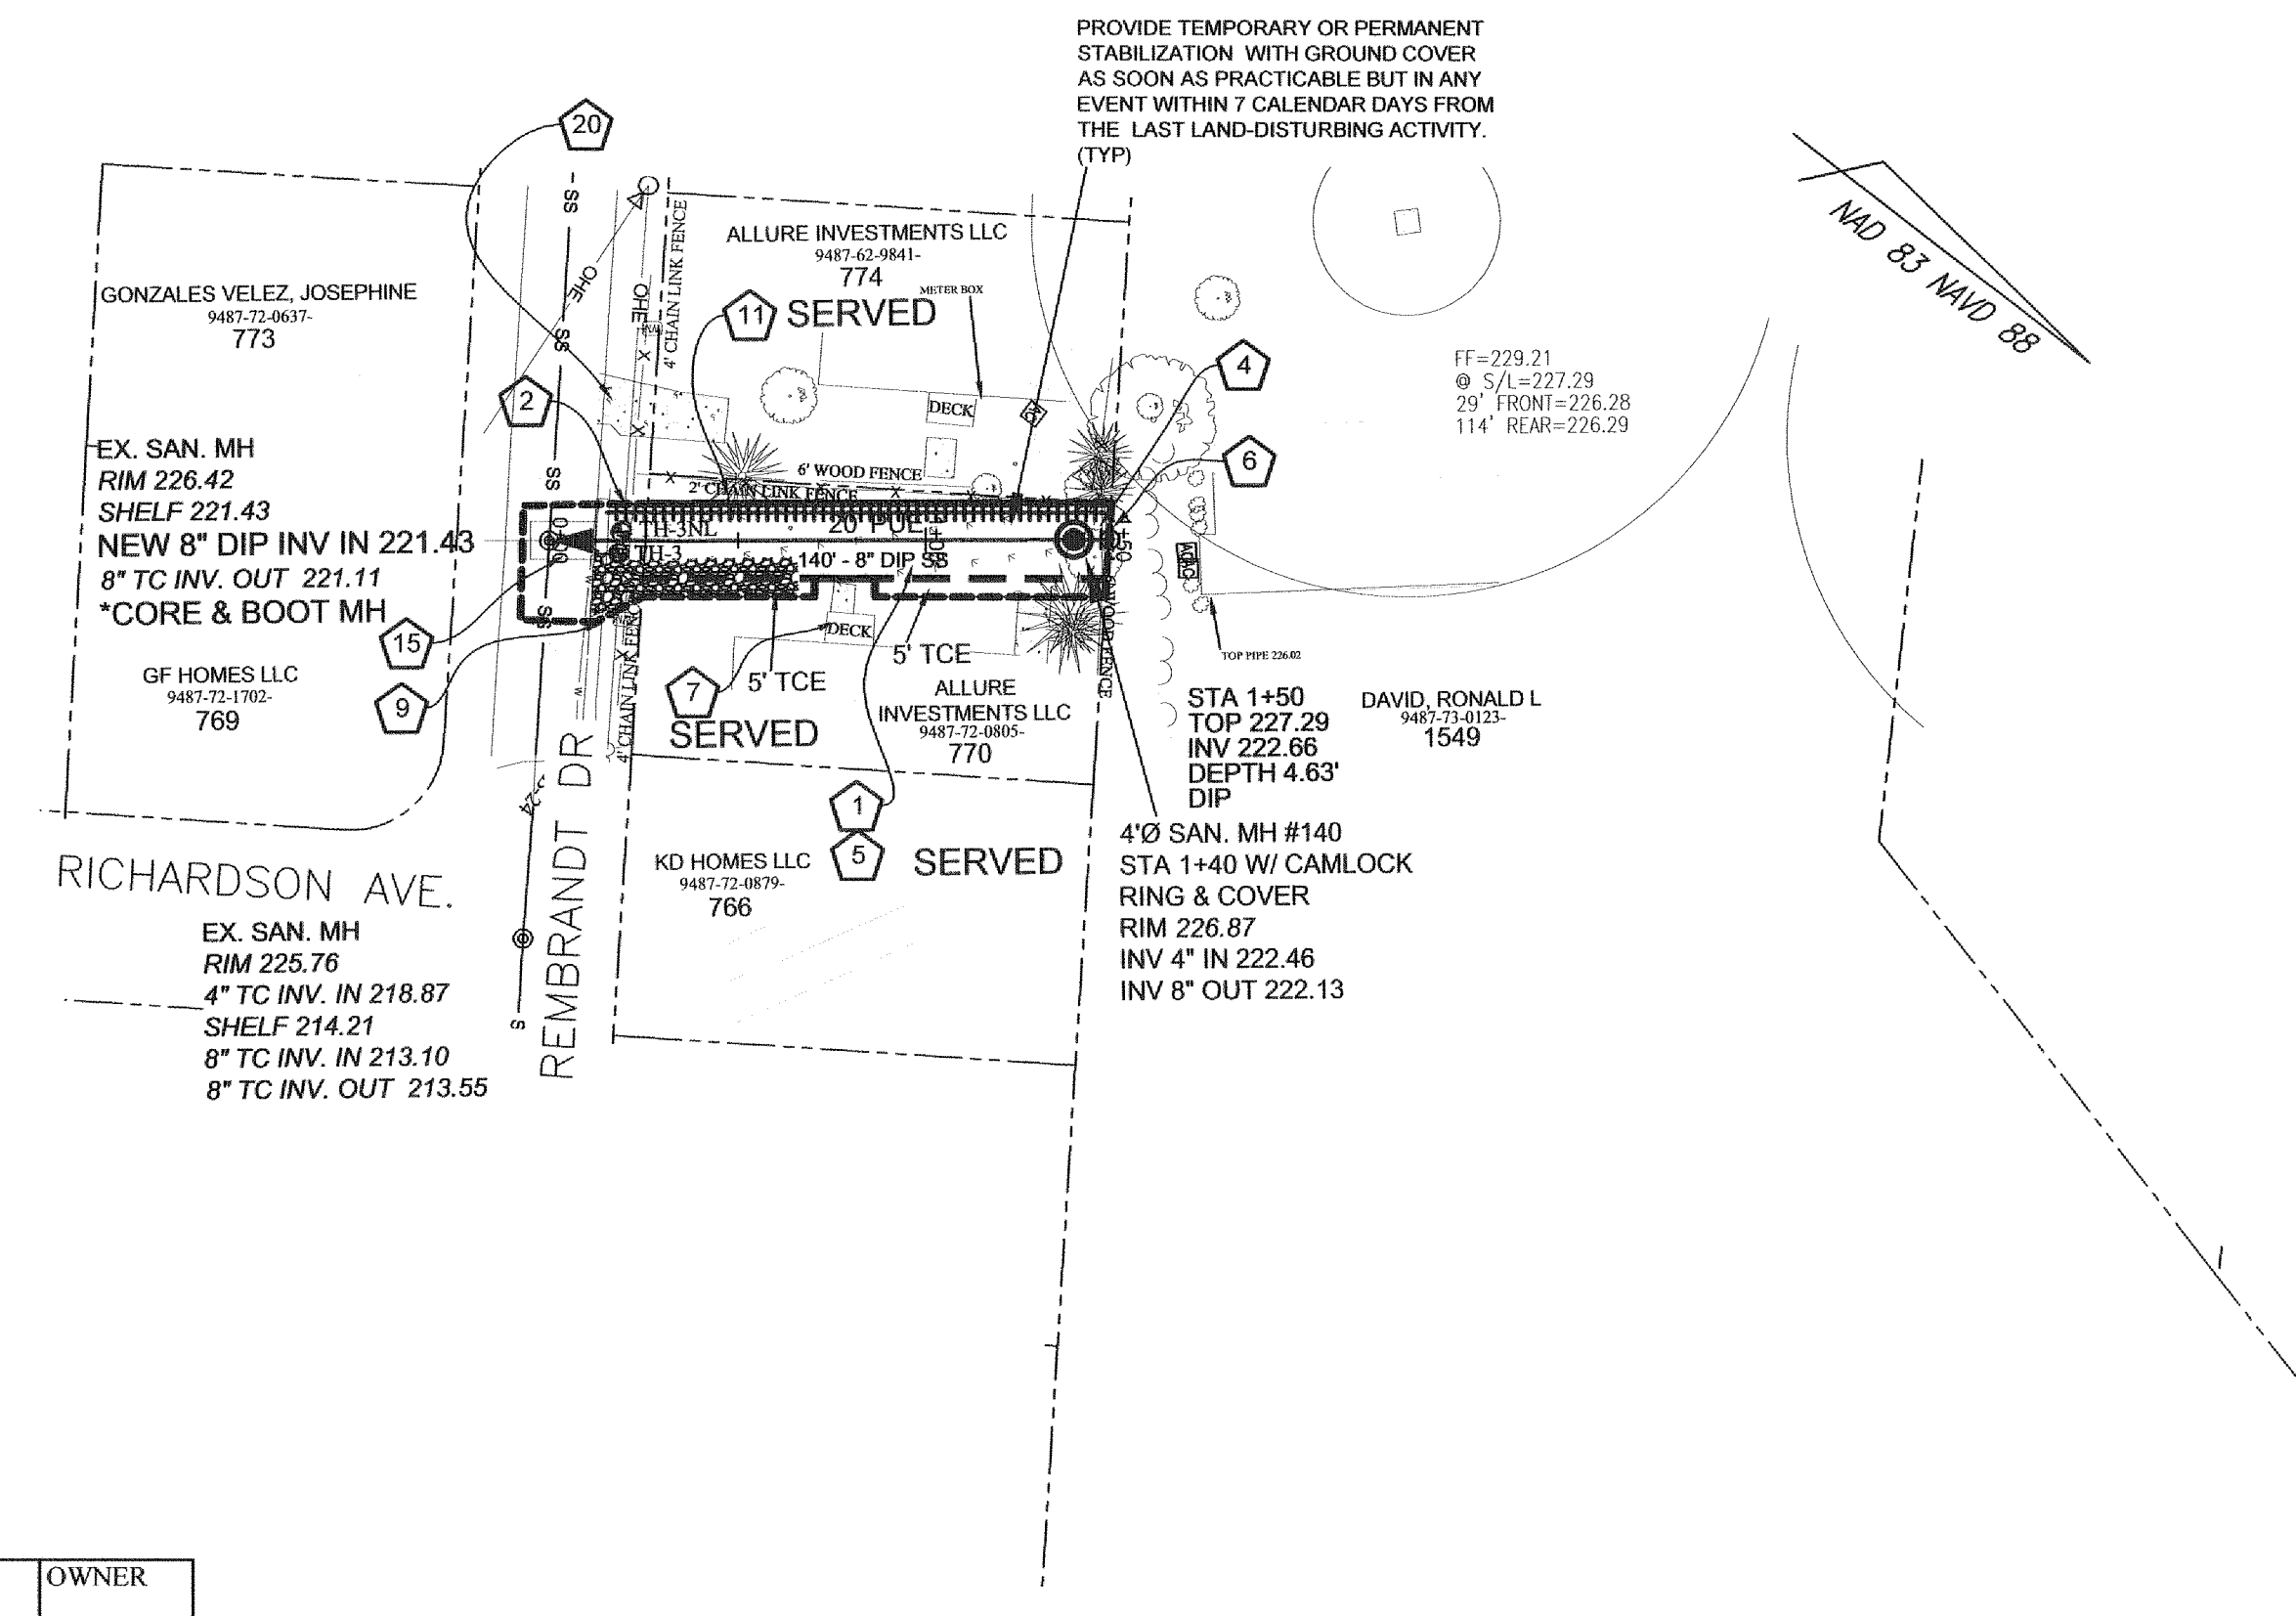 PROVIDE TEMPORARY OR PERMANENT
STABILIZATION WITH GROUND COVER
AS SOON AS PRACTICABLE BUT IN ANY
EVENT WITHIN 7 CALENDAR DAYS FROM
THE LAST LAND-DISTURBING ACTIVITY.
(TYP)
20
NAD 83 NAVD 88
SS
SS
SS
SS
OHE
OHE
4' CHAIN LINK FENCE
ALLURE INVESTMENTS LLC
9487-62-9841-
774
SERVED
METER BOX
11
GONZALES VELEZ, JOSEPHINE
9487-72-0637-
773
2
4
6
DECK
FF=229.21
@ S/L=227.29
29' FRONT=226.28
114' REAR=226.29
EX. SAN. MH
RIM 226.42
SHELF 221.43
NEW 8" DIP INV IN 221.43
8" TC INV. OUT 221.11
*CORE & BOOT MH
6' WOOD FENCE
2' CHAIN LINK FENCE
TH-3NL
TH-3
20' PUE
1+00
1+50
140' - 8" DIP SS
15
9
7
DECK
5' TCE
5' TCE
TOP PIPE 226.02
GF HOMES LLC
9487-72-1702-
769
SERVED
ALLURE
INVESTMENTS LLC
9487-72-0805-
770
4' CHAIN LINK FENC
STA 1+50
TOP 227.29
INV 222.66
DEPTH 4.63'
DIP
DAVID, RONALD L
9487-73-0123-
1549
1
5
SERVED
KD HOMES LLC
9487-72-0879-
766
4'Ø SAN. MH #140
STA 1+40 W/ CAMLOCK
RING & COVER
RIM 226.87
INV 4" IN 222.46
INV 8" OUT 222.13
RICHARDSON AVE.
REMBRANDT DR
EX. SAN. MH
RIM 225.76
4" TC INV. IN 218.87
SHELF 214.21
8" TC INV. IN 213.10
8" TC INV. OUT 213.55
S
OWNER